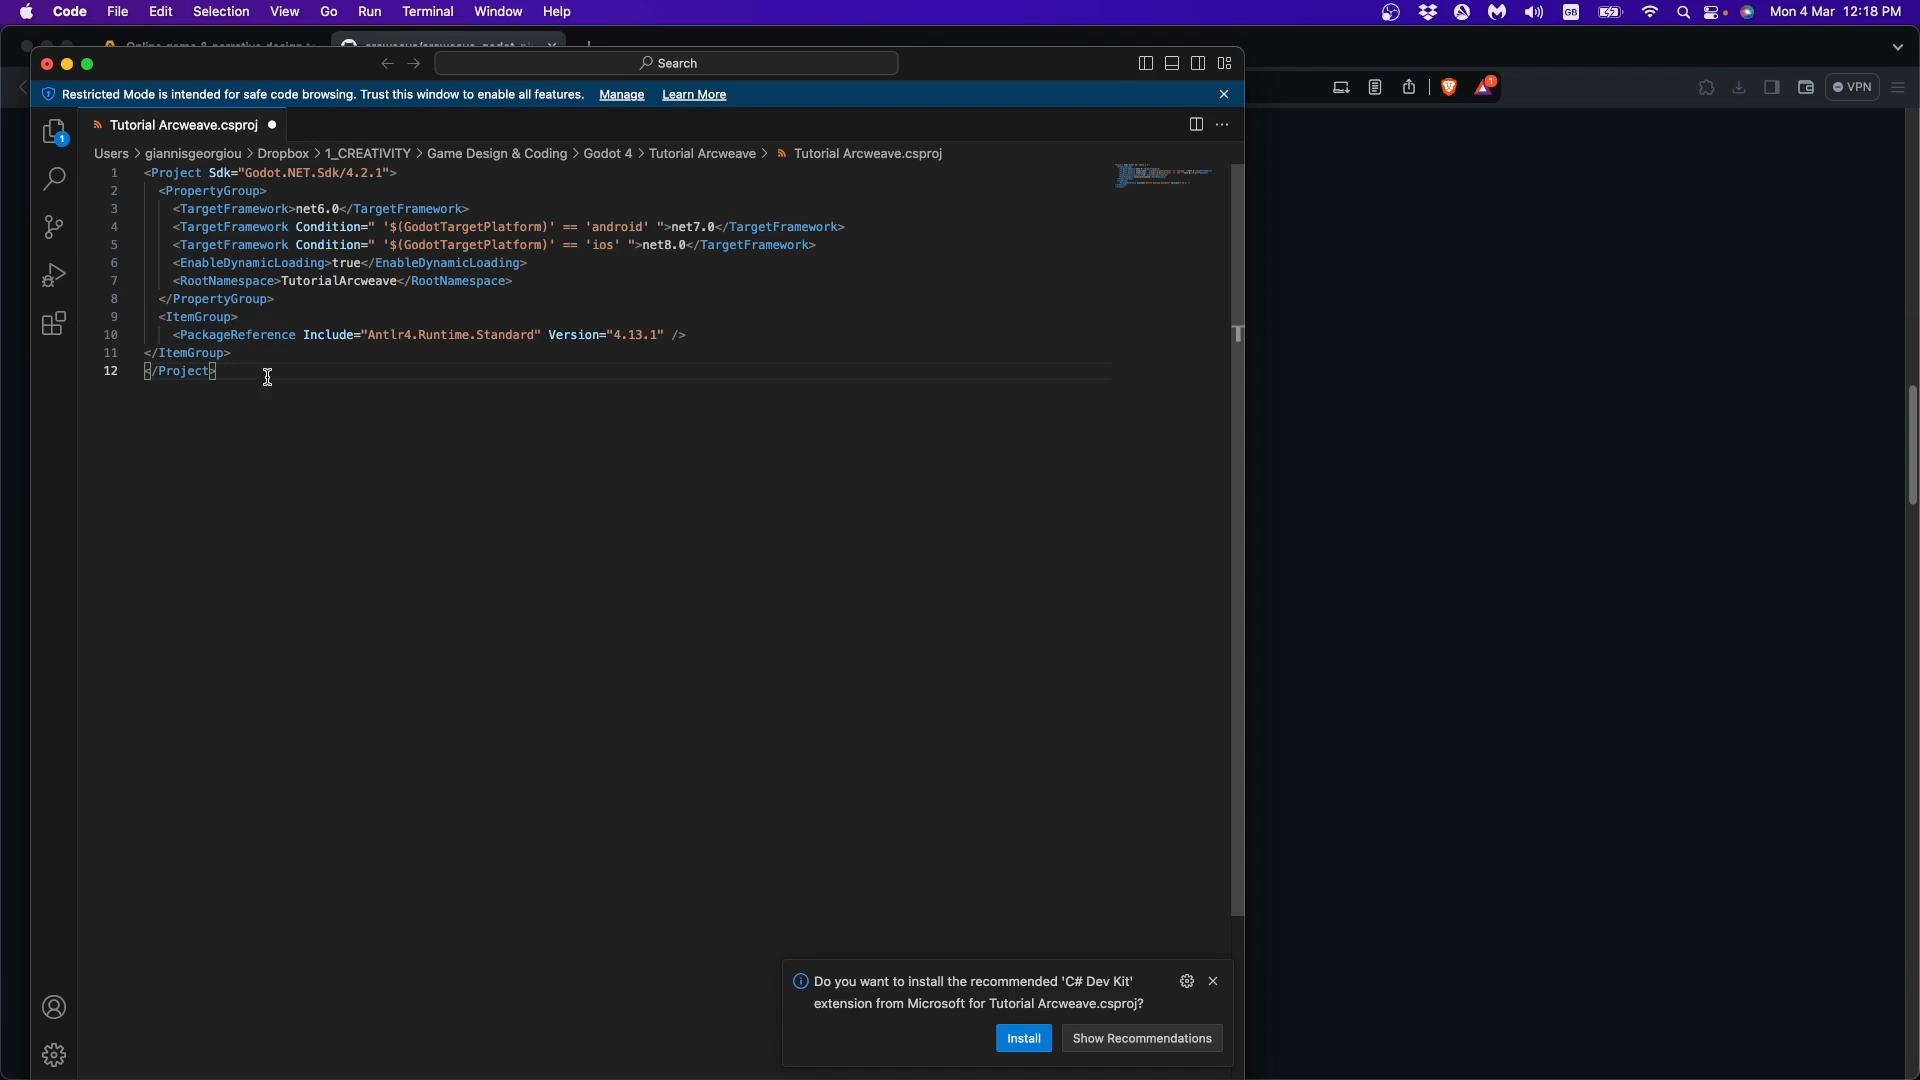 Code File Edit Selection View Go Run Terminal Window Help
GB
Mon 4 Mar 12:18 PM
Search
1
VPN
Restricted Mode is intended for safe code browsing. Trust this window to enable all features. Manage Learn More
1
Tutorial Arcweave.csproj
Users > giannisgeorgiou > Dropbox > 1_CREATIVITY > Game Design & Coding > Godot 4 > Tutorial Arcweave > Tutorial Arcweave.csproj
1 <Project Sdk="Godot.NET.Sdk/4.2.1">
2 <PropertyGroup>
3 <TargetFramework>net6.0</TargetFramework>
4 <TargetFramework Condition=" '$(GodotTargetPlatform)' == 'android' ">net7.0</TargetFramework>
5 <TargetFramework Condition=" '$(GodotTargetPlatform)' == 'ios' ">net8.0</TargetFramework>
6 <EnableDynamicLoading>true</EnableDynamicLoading>
7 <RootNamespace>TutorialArcweave</RootNamespace>
8 </PropertyGroup>
9 <ItemGroup>
10 <PackageReference Include="Antlr4.Runtime.Standard" Version="4.13.1" />
11 </ItemGroup>
12 </Project>
Do you want to install the recommended 'C# Dev Kit'
extension from Microsoft for Tutorial Arcweave.csproj?
Install Show Recommendations